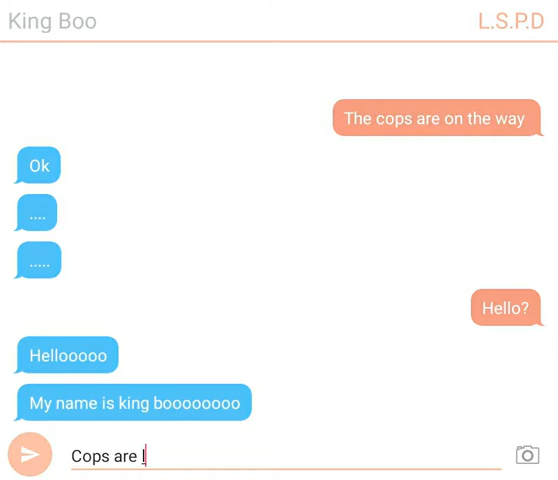 King Boo
L.S.P.D
The cops are on the way
Ok
....
.....
Hello?
Hellooooo
My name is king boooooooo
Cops are l